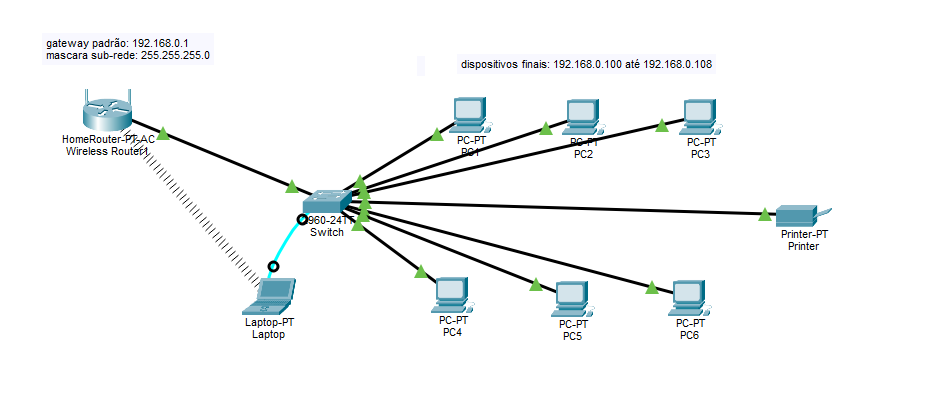 gateway padrão: 192.168.0.1
mascara sub-rede: 255.255.255.0
dispositivos finais: 192.168.0.100 até 192.168.0.108
HomeRouter-PT-AC
Wireless Router1
PC-PT
PC1
PC-PT
PC2
PC-PT
PC3
960-24TT
Switch
Printer-PT
Printer
Laptop-PT
Laptop
PC-PT
PC4
PC-PT
PC5
PC-PT
PC6